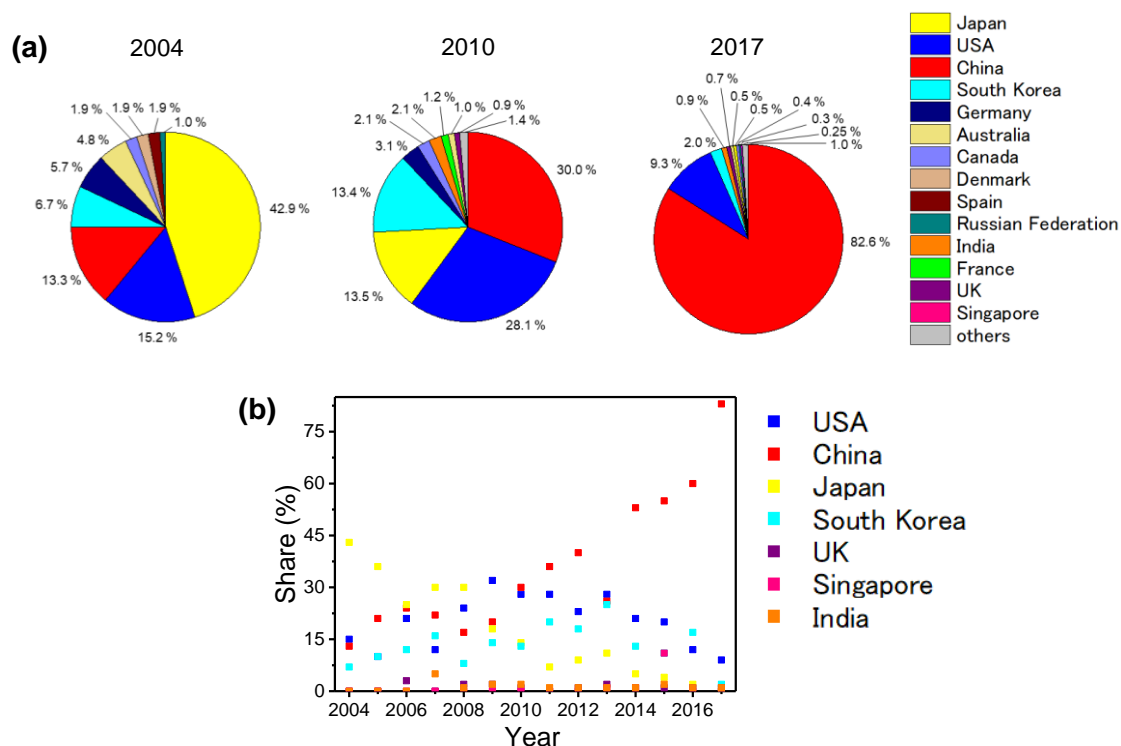 (a)
2004
2010
2017
1.9 %
1.9 %
1.9 %
1.0 %
4.8 %
5.7 %
6.7 %
13.3 %
15.2 %
42.9 %
1.2 %
1.0 %
0.9 %
1.4 %
2.1 %
2.1 %
3.1 %
13.4 %
13.5 %
28.1 %
30.0 %
0.7 %
0.5 %
0.5 %
0.4 %
0.3 %
0.25 %
1.0 %
0.9 %
2.0 %
9.3 %
82.6 %
Japan
USA
China
South Korea
Germany
Australia
Canada
Denmark
Spain
Russian Federation
India
France
UK
Singapore
others
(b)
75
60
45
30
15
0
Share (%)
2004
2006
2008
2010
2012
2014
2016
Year
USA
China
Japan
South Korea
UK
Singapore
India